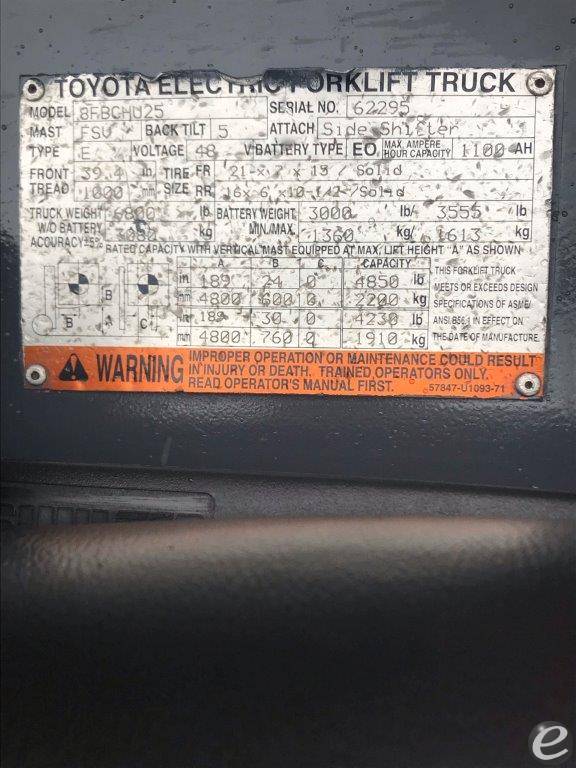 TOYOTA ELECTRIC FORKLIFT TRUCK
MODEL 8FBCHU25 SERIAL NO. 62295
MAST FSV BACK TILT 5 ATTACH Side Shifter
TYPE E VOLTAGE 48 V BATTERY TYPE EO MAX. AMPERE HOUR CAPACITY 1100 AH
FRONT TREAD 39.4 in TIRE SIZE FR 21 x 7 x 15 / Solid
1000 mm RR 16x 6 x10-1/2 /Solid
TRUCK WEIGHT W/O BATTERY 6800 lb BATTERY WEIGHT 3000 lb/ 3555 lb
ACCURACY±5% kg MIN./MAX. 1360 kg/ 1613 kg
RATED CAPACITY WITH VERTICAL MAST EQUIPPED AT MAX. LIFT HEIGHT "A" AS SHOWN
A B C CAPACITY
in 189 24 0 4850 lb
mm 4800 600 0 2200 kg
in 189 30 0 4230 lb
mm 4800 760 0 1910 kg
A B B C
THIS FORKLIFT TRUCK
MEETS OR EXCEEDS DESIGN
SPECIFICATIONS OF ASME/
ANSI B56.1 IN EFFECT ON
THE DATE OF MANUFACTURE.
WARNING
IMPROPER OPERATION OR MAINTENANCE COULD RESULT
IN INJURY OR DEATH. TRAINED OPERATORS ONLY.
READ OPERATOR'S MANUAL FIRST. 57847-U1093-71
e